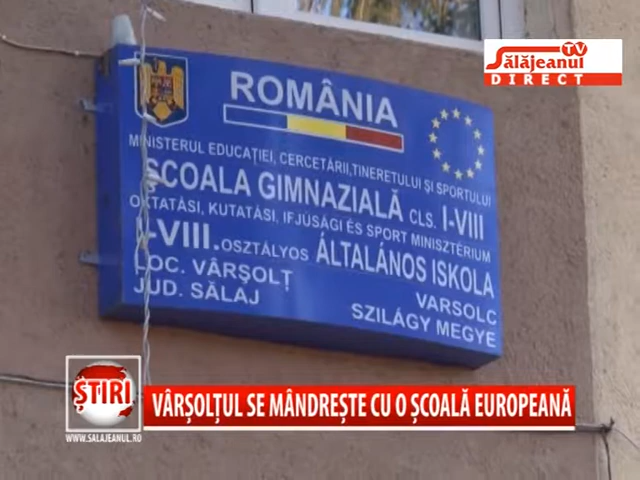 Sălăjeanul TV
DIRECT
ROMÂNIA
MINISTERUL EDUCAȚIEI, CERCETĂRII, TINERETULUI ȘI SPORTULUI
ȘCOALA GIMNAZIALĂ CLS. I-VIII
OKTATÁSI, KUTATÁSI, IFJÚSÁGI ÉS SPORT MINISZTÉRIUM
I-VIII. OSZTÁLYOS ÁLTALÁNOS ISKOLA
LOC. VÂRȘOLȚ
JUD. SĂLAJ
VARSOLC
SZILÁGY MEGYE
ȘTIRI
VÂRȘOLȚUL SE MÂNDREȘTE CU O ȘCOALĂ EUROPEANĂ
WWW.SALAJEANUL.RO